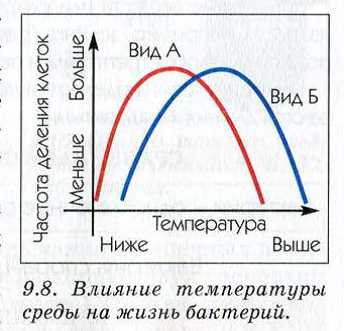 Частота деления клеток
Меньше Больше
Вид А
Вид Б
Температура
Ниже Выше
9.8. Влияние температуры
среды на жизнь бактерий.